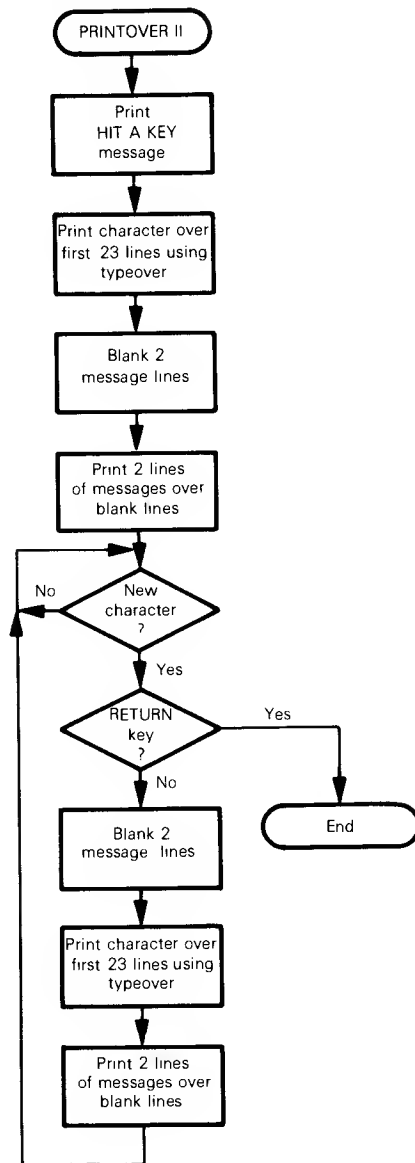 PRINTOVER II
Print
HIT A KEY
message
Print character over
first 23 lines using
typeover
Blank 2
message lines
Print 2 lines
of messages over
blank lines
No
New
character
?
Yes
RETURN
key
?
Yes
No
Blank 2
message lines
End
Print character over
first 23 lines using
typeover
Print 2 lines
of messages over
blank lines